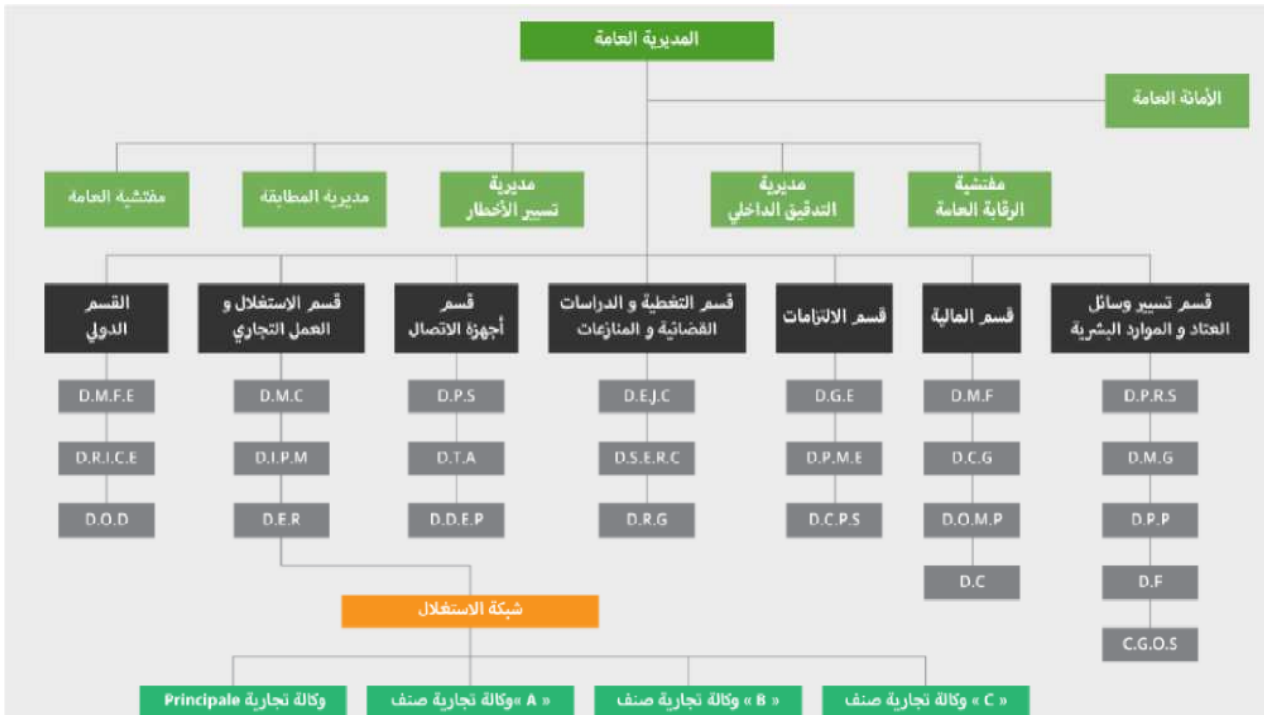 المديرية العامة
الأمانة العامة
مفتشية
الرقابة العامة
مديرية
التدقيق الداخلي
مديرية
تسيير الأخطار
مديرية المطابقة
مفتشية العامة
قسم تسيير وسائل
العتاد و الموارد البشرية
قسم المالية
قسم الالتزامات
قسم التغطية و الدراسات
القضائية و المنازعات
قسم
أجهزة الاتصال
قسم الاستغلال و
العمل التجاري
القسم
الدولي
D.P.R.S
D.M.F
D.G.E
D.E.J.C
D.P.S
D.M.C
D.M.F.E
D.M.G
D.C.G
D.P.M.E
D.S.E.R.C
D.T.A
D.I.P.M
D.R.I.C.E
D.P.P
D.O.M.P
D.C.P.S
D.R.G
D.D.E.P
D.E.R
D.O.D
D.F
D.C
C.G.O.S
شبكة الاستغلال
« C » وكالة تجارية صنف
« B » وكالة تجارية صنف
« A »وكالة تجارية صنف
وكالة تجارية Principale